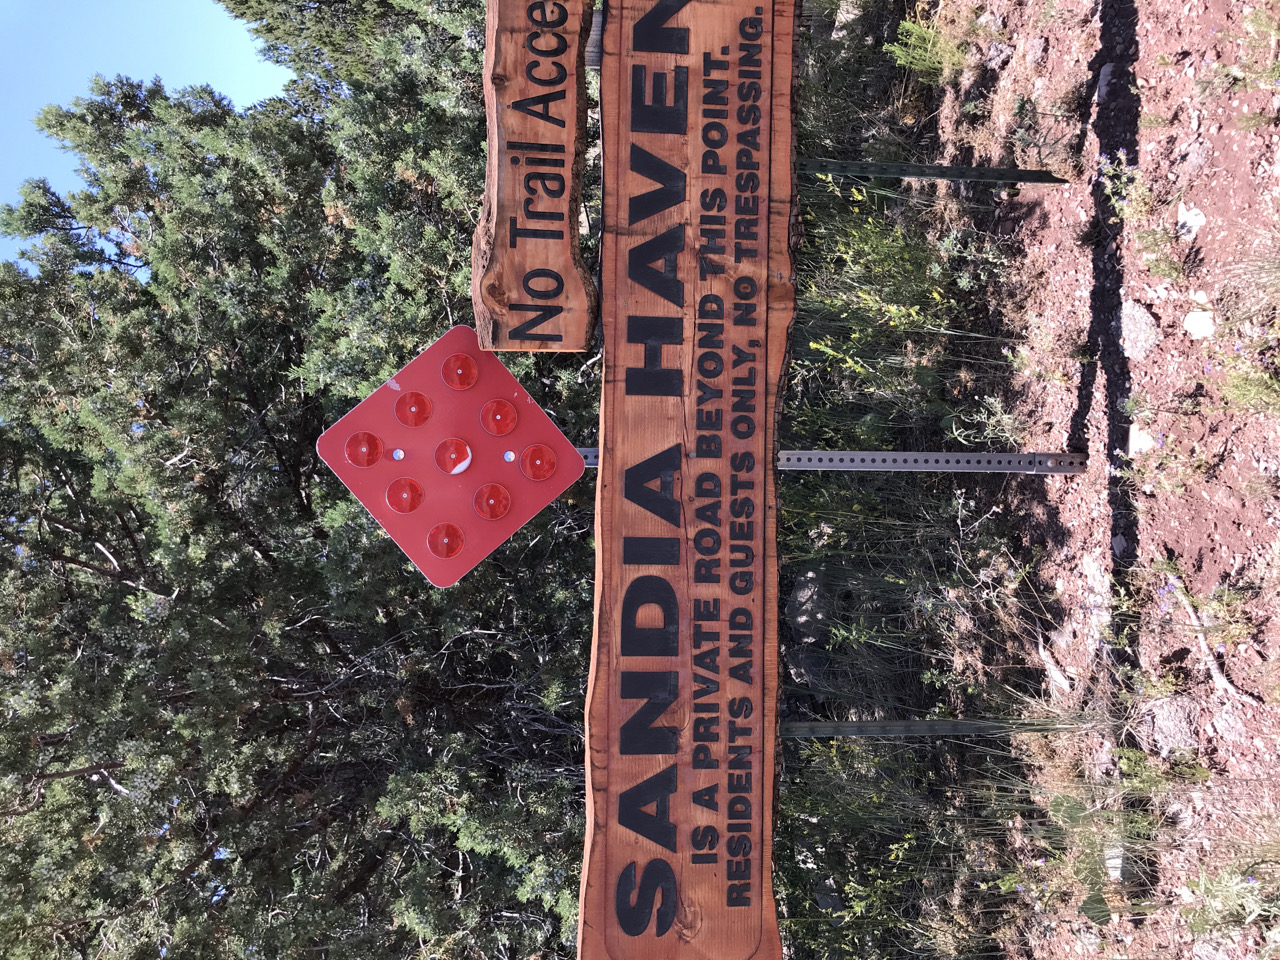 No Trail Acce
SANDIA HAVEN
IS A PRIVATE ROAD BEYOND THIS POINT.
RESIDENTS AND GUESTS ONLY, NO TRESPASSING.